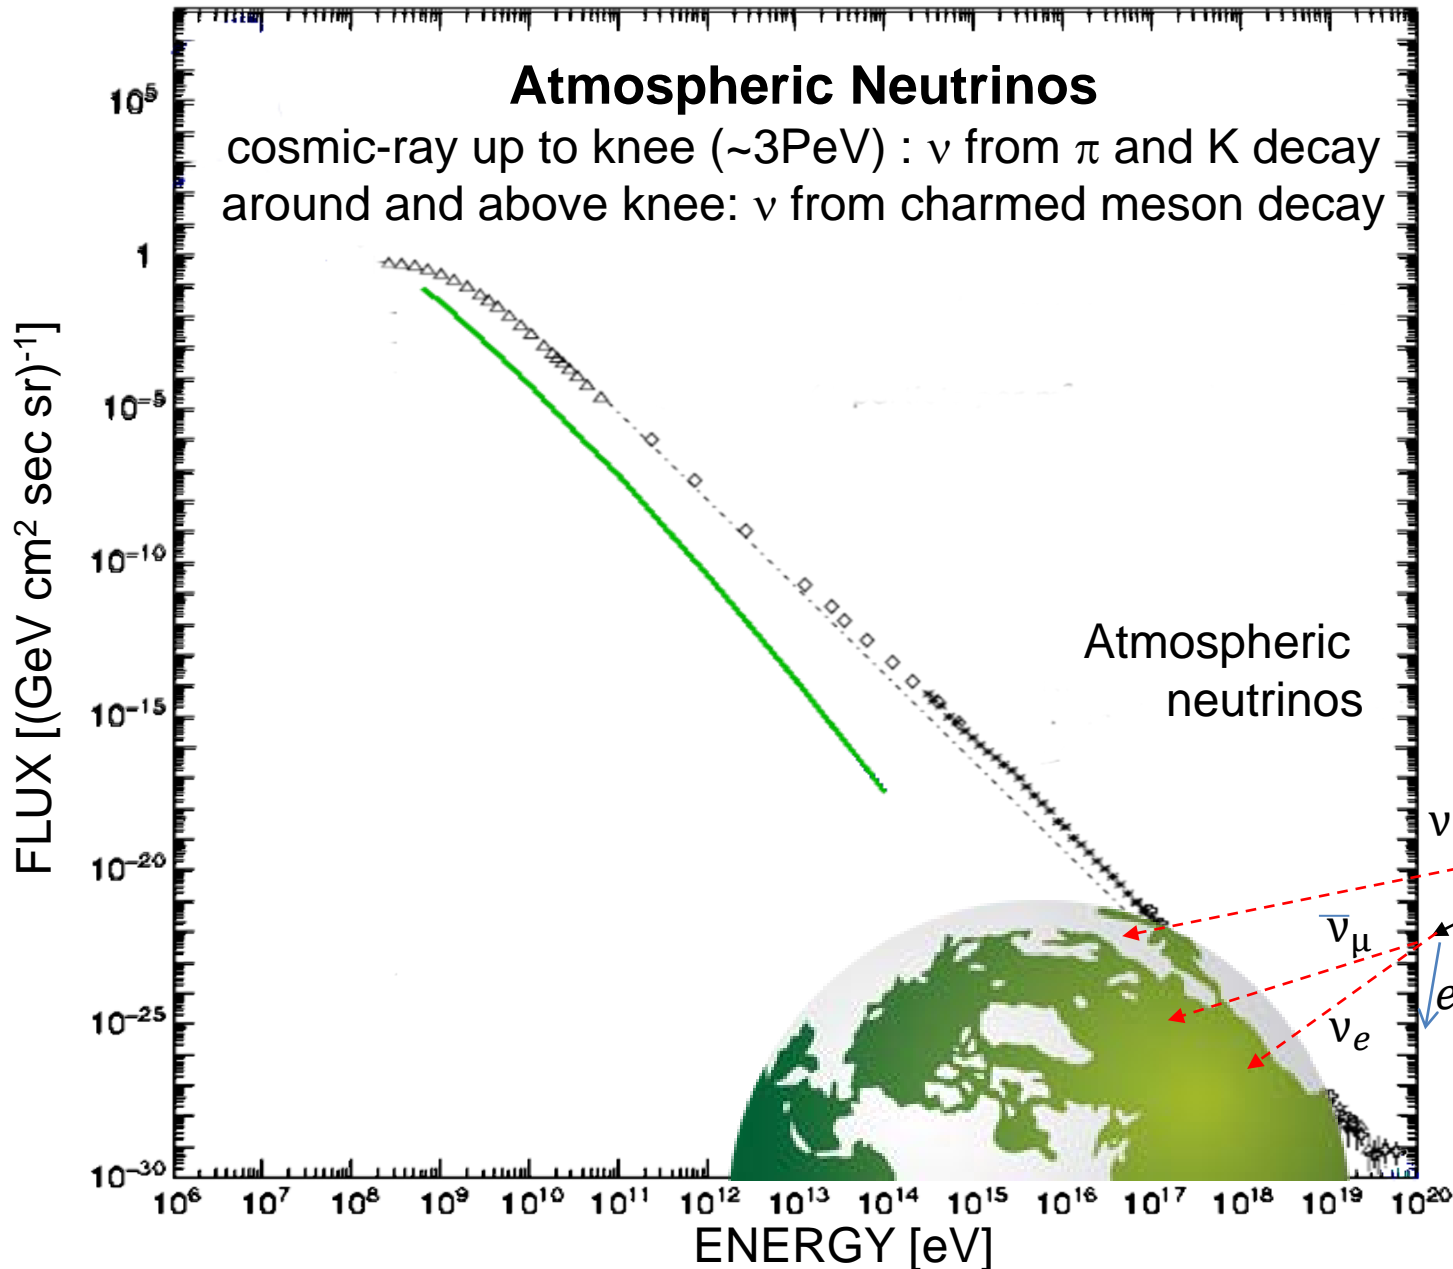 Atmospheric Neutrinos
cosmic-ray up to knee (~3PeV) : ν from π and K decay
around and above knee: ν from charmed meson decay
FLUX [(GeV cm² sec sr)⁻¹]
10⁵
1
10⁻⁵
10⁻¹⁰
10⁻¹⁵
10⁻²⁰
10⁻²⁵
10⁻³⁰
Atmospheric
neutrinos
ν
ν̅μ
e
νₑ
10⁶ 10⁷ 10⁸ 10⁹ 10¹⁰ 10¹¹ 10¹² 10¹³ 10¹⁴ 10¹⁵ 10¹⁶ 10¹⁷ 10¹⁸ 10¹⁹ 10²⁰
ENERGY [eV]